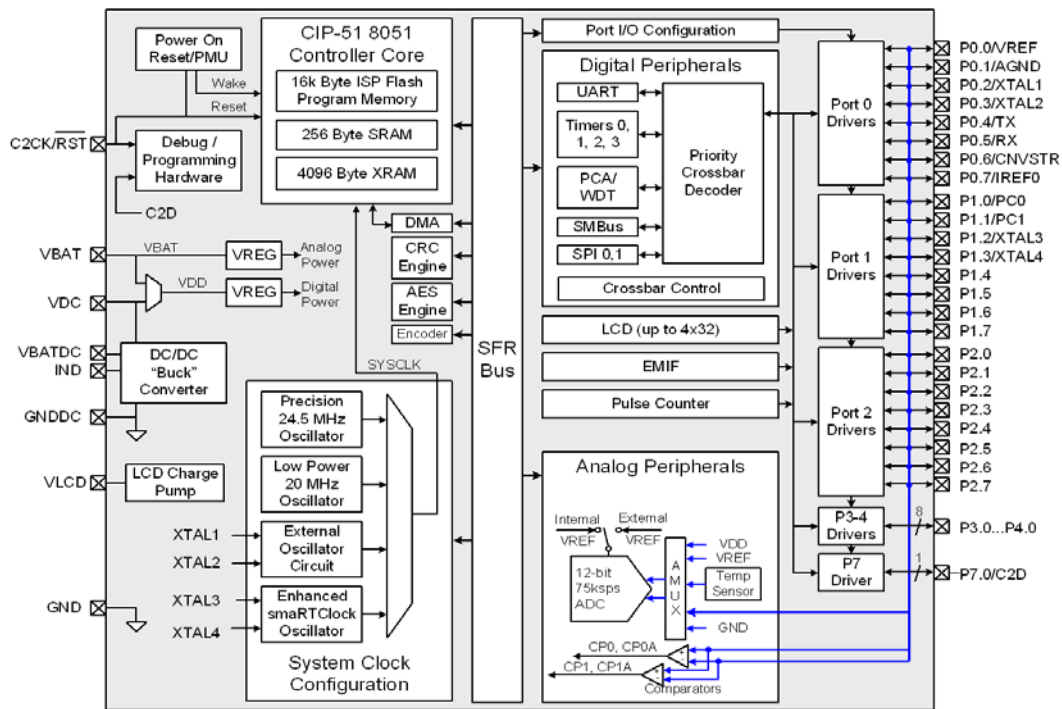 Power On
Reset/PMU
Wake
Reset
C2CK/RST
Debug /
Programming
Hardware
C2D
CIP-51 8051
Controller Core
16k Byte ISP Flash
Program Memory
256 Byte SRAM
4096 Byte XRAM
DMA
CRC
Engine
AES
Engine
Encoder
SYSCLK
VBAT
VBAT
VREG
Analog
Power
VDC
VDD
VREG
Digital
Power
VBATDC
IND
DC/DC
"Buck"
Converter
GNDDC
VLCD
LCD Charge
Pump
XTAL1
XTAL2
XTAL3
XTAL4
GND
Precision
24.5 MHz
Oscillator
Low Power
20 MHz
Oscillator
External
Oscillator
Circuit
Enhanced
smaRTClock
Oscillator
System Clock
Configuration
SFR
Bus
Port I/O Configuration
Digital Peripherals
UART
Timers 0,
1, 2, 3
PCA/
WDT
SMBus
SPI 0,1
Priority
Crossbar
Decoder
Crossbar Control
LCD (up to 4x32)
EMIF
Pulse Counter
Analog Peripherals
Internal
VREF
External
VREF
12-bit
75ksps
ADC
A
M
U
X
VDD
VREF
Temp
Sensor
GND
CP0, CP0A
CP1, CP1A
+
-
+
-
Comparators
Port 0
Drivers
Port 1
Drivers
Port 2
Drivers
P3-4
Drivers
P7
Driver
8
1
P0.0/VREF
P0.1/AGND
P0.2/XTAL1
P0.3/XTAL2
P0.4/TX
P0.5/RX
P0.6/CNVSTR
P0.7/IREF0
P1.0/PC0
P1.1/PC1
P1.2/XTAL3
P1.3/XTAL4
P1.4
P1.5
P1.6
P1.7
P2.0
P2.1
P2.2
P2.3
P2.4
P2.5
P2.6
P2.7
P3.0...P4.0
P7.0/C2D